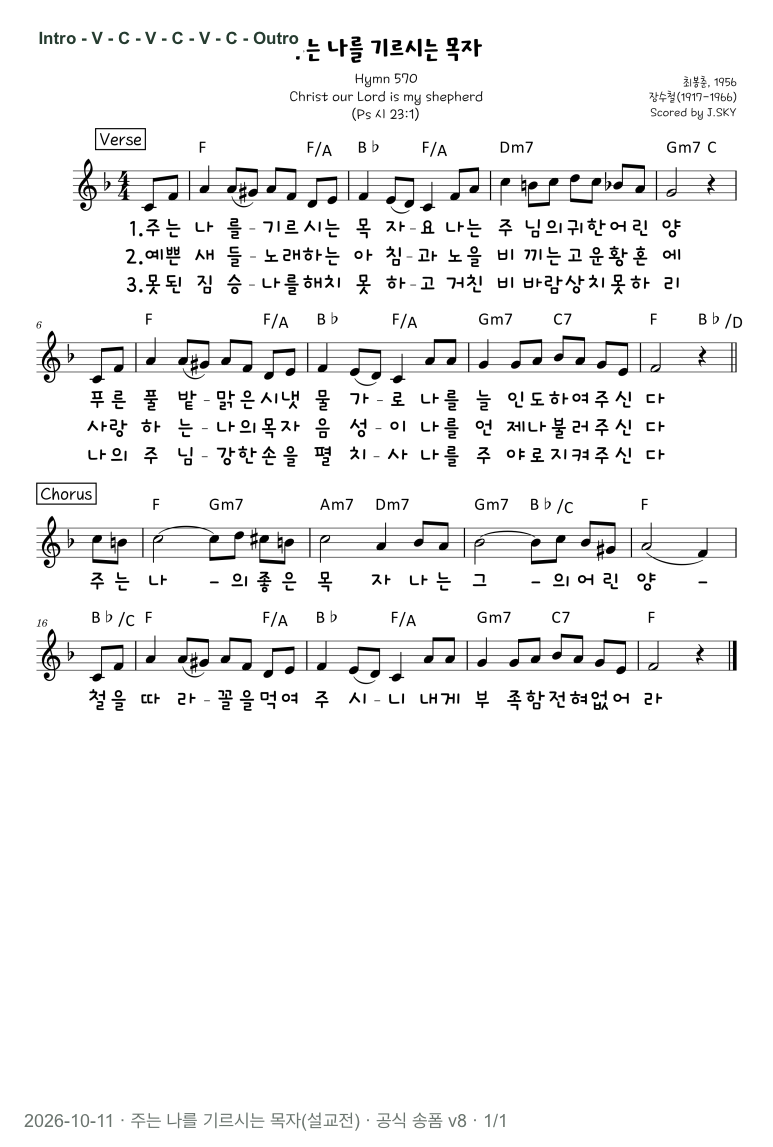 Intro - V - C - V - C - V - C - Outro
는 나를 기르시는 목자
Hymn 570
Christ our Lord is my shepherd
(Ps 시 23:1)
최봉춘, 1956
장수철(1917-1966)
Scored by J.SKY
Verse
F F/A B♭ F/A Dm7 Gm7 C
1.주는 나 를-기르시는 목 자-요 나는 주 님의귀한어린 양
2.예쁜 새 들-노래하는 아 침-과 노을 비 끼는고운황혼 에
3.못된 짐 승-나를해치 못 하-고 거친 비 바람상치못하 리
6
F F/A B♭ F/A Gm7 C7 F B♭/D
푸른 풀 밭-맑은시냇 물 가-로 나를 늘 인도하여주신 다
사랑 하 는-나의목자 음 성-이 나를 언 제나불러주신 다
나의 주 님-강한손을 펼 치-사 나를 주 야로지켜주신 다
Chorus
F Gm7 Am7 Dm7 Gm7 B♭/C F
주는 나 -의좋은 목 자 나는 그 -의어린 양 -
16
B♭/C F F/A B♭ F/A Gm7 C7 F
철을 따 라-꼴을먹여 주 시-니 내게 부 족함전혀없어 라
2026-10-11 · 주는 나를 기르시는 목자(설교전) · 공식 송폼 v8 · 1/1